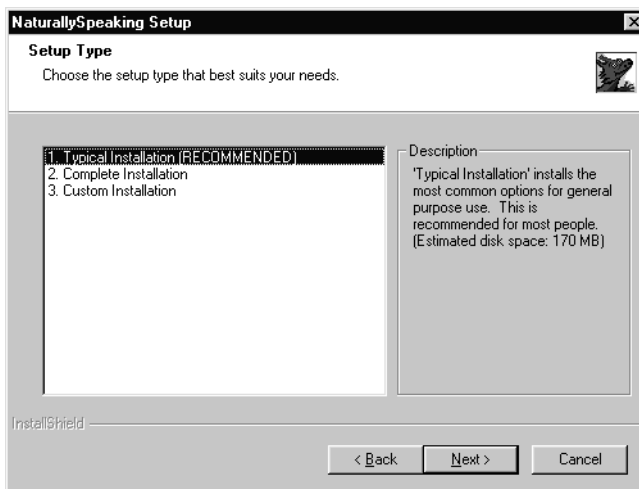 NaturallySpeaking Setup
Setup Type
Choose the setup type that best suits your needs.
1. Typical Installation (RECOMMENDED)
2. Complete Installation
3. Custom Installation
Description
'Typical Installation' installs the
most common options for general
purpose use.  This is
recommended for most people.
(Estimated disk space: 170 MB)
InstallShield
< Back
Next >
Cancel